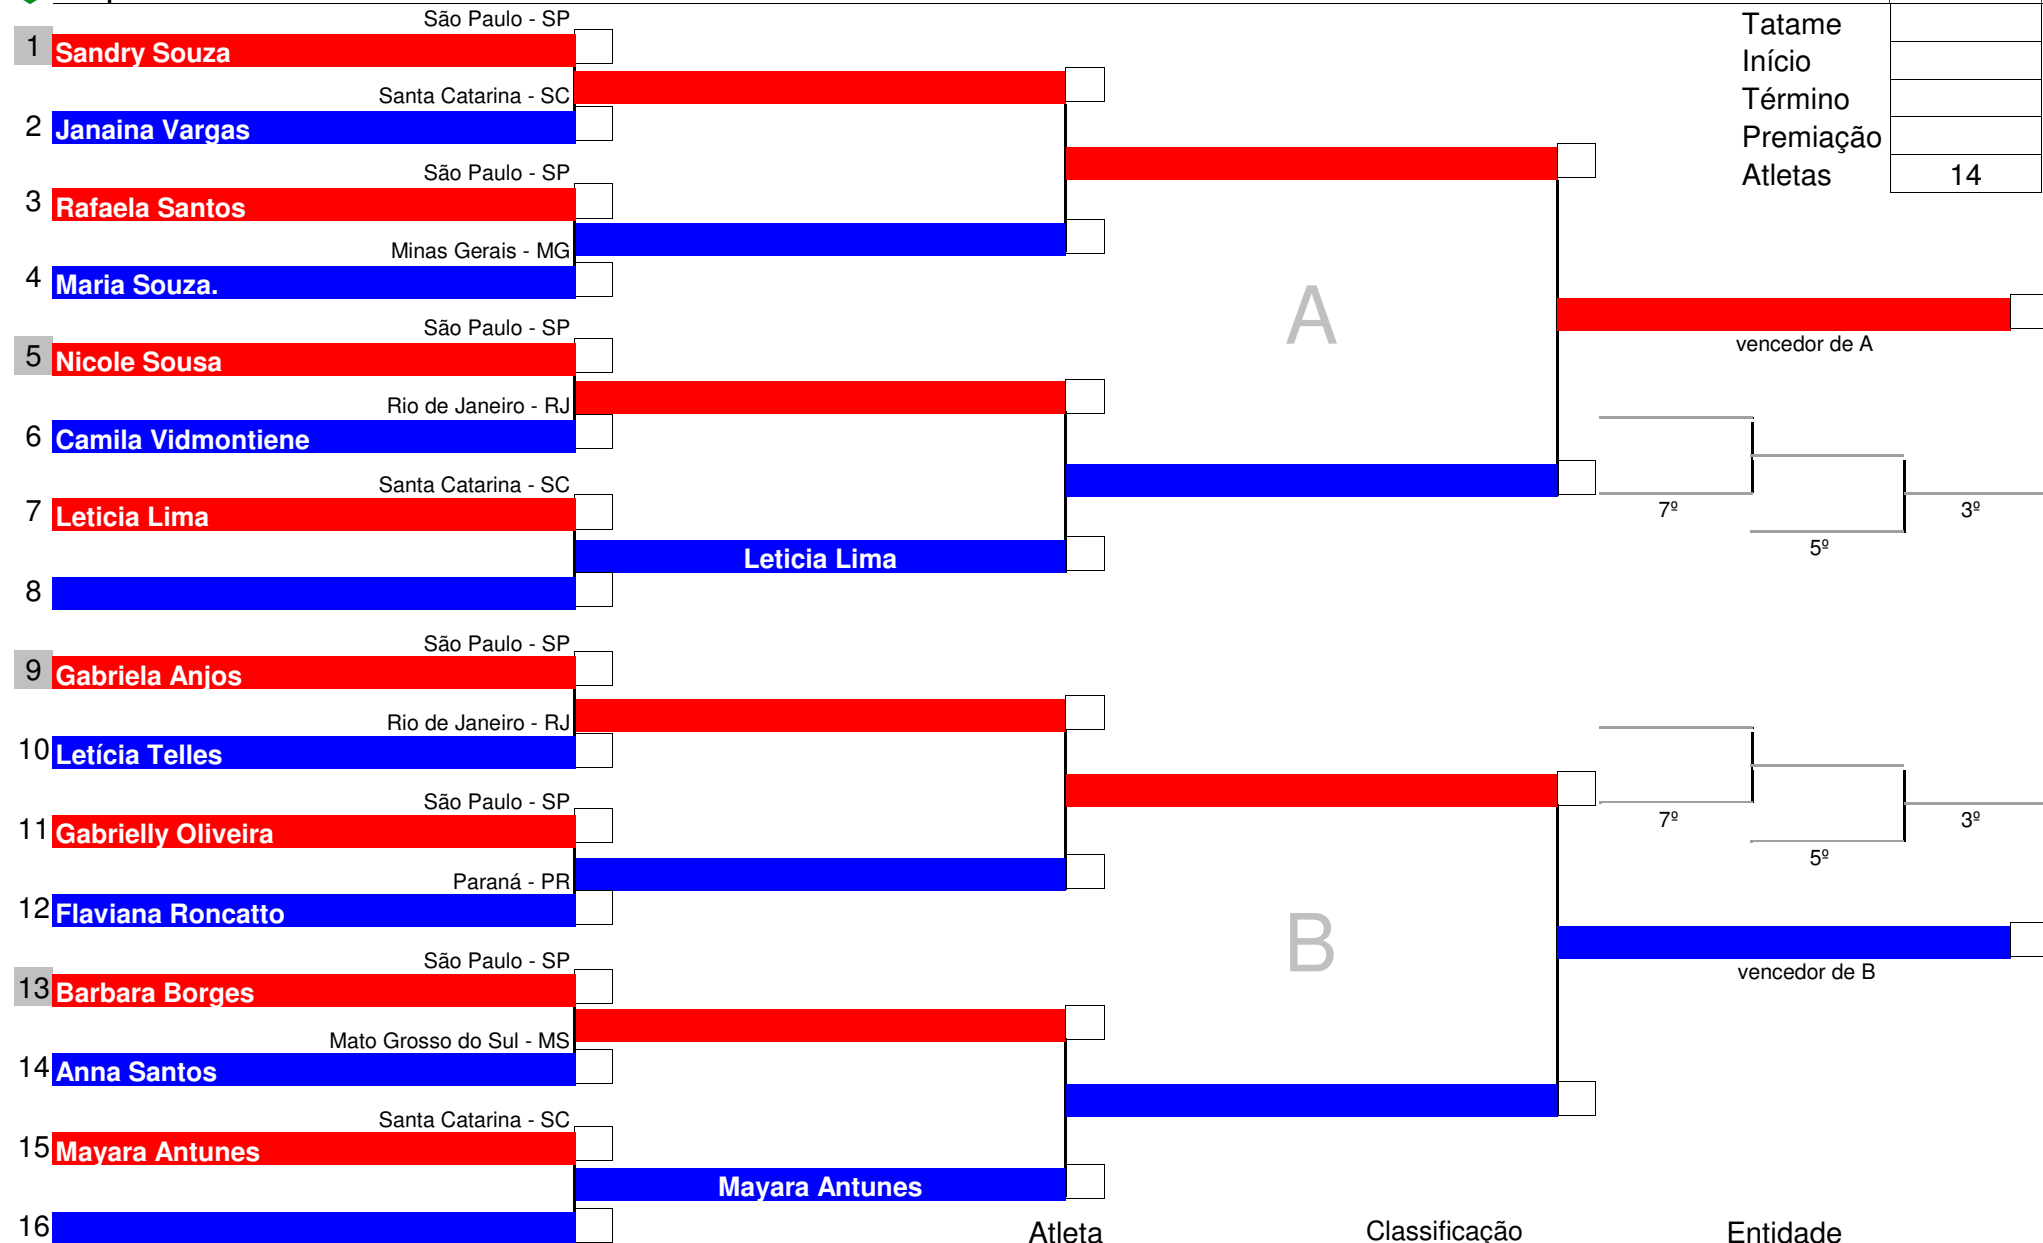 São Paulo - SP
1 Sandry Souza
Santa Catarina - SC
2 Janaina Vargas
São Paulo - SP
3 Rafaela Santos
Minas Gerais - MG
4 Maria Souza.
São Paulo - SP
5 Nicole Sousa
Rio de Janeiro - RJ
6 Camila Vidmontiene
Santa Catarina - SC
7 Leticia Lima
Leticia Lima
8
São Paulo - SP
9 Gabriela Anjos
Rio de Janeiro - RJ
10 Letícia Telles
São Paulo - SP
11 Gabrielly Oliveira
Paraná - PR
12 Flaviana Roncatto
São Paulo - SP
13 Barbara Borges
Mato Grosso do Sul - MS
14 Anna Santos
Santa Catarina - SC
15 Mayara Antunes
Mayara Antunes
16
A
B
Tatame
Início
Término
Premiação
Atletas 14
vencedor de A
7º
3º
5º
7º
3º
5º
vencedor de B
Atleta Classificação Entidade